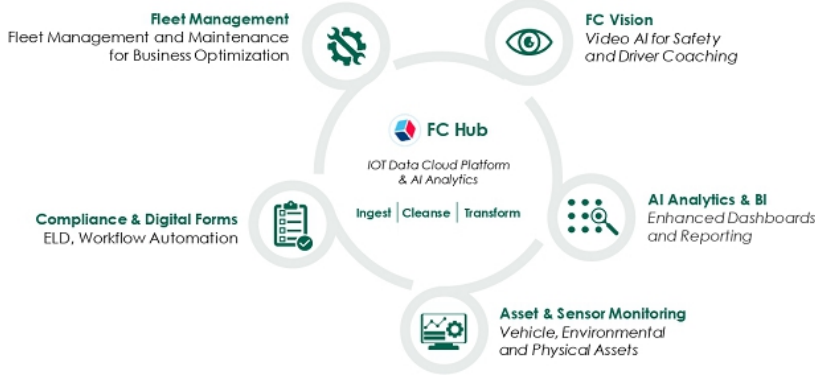 Fleet Management
Fleet Management and Maintenance
for Business Optimization
FC Vision
Video AI for Safety
and Driver Coaching
FC Hub
IOT Data Cloud Platform
& AI Analytics
Ingest | Cleanse | Transform
AI Analytics & BI
Enhanced Dashboards
and Reporting
Compliance & Digital Forms
ELD, Workflow Automation
Asset & Sensor Monitoring
Vehicle, Environmental
and Physical Assets